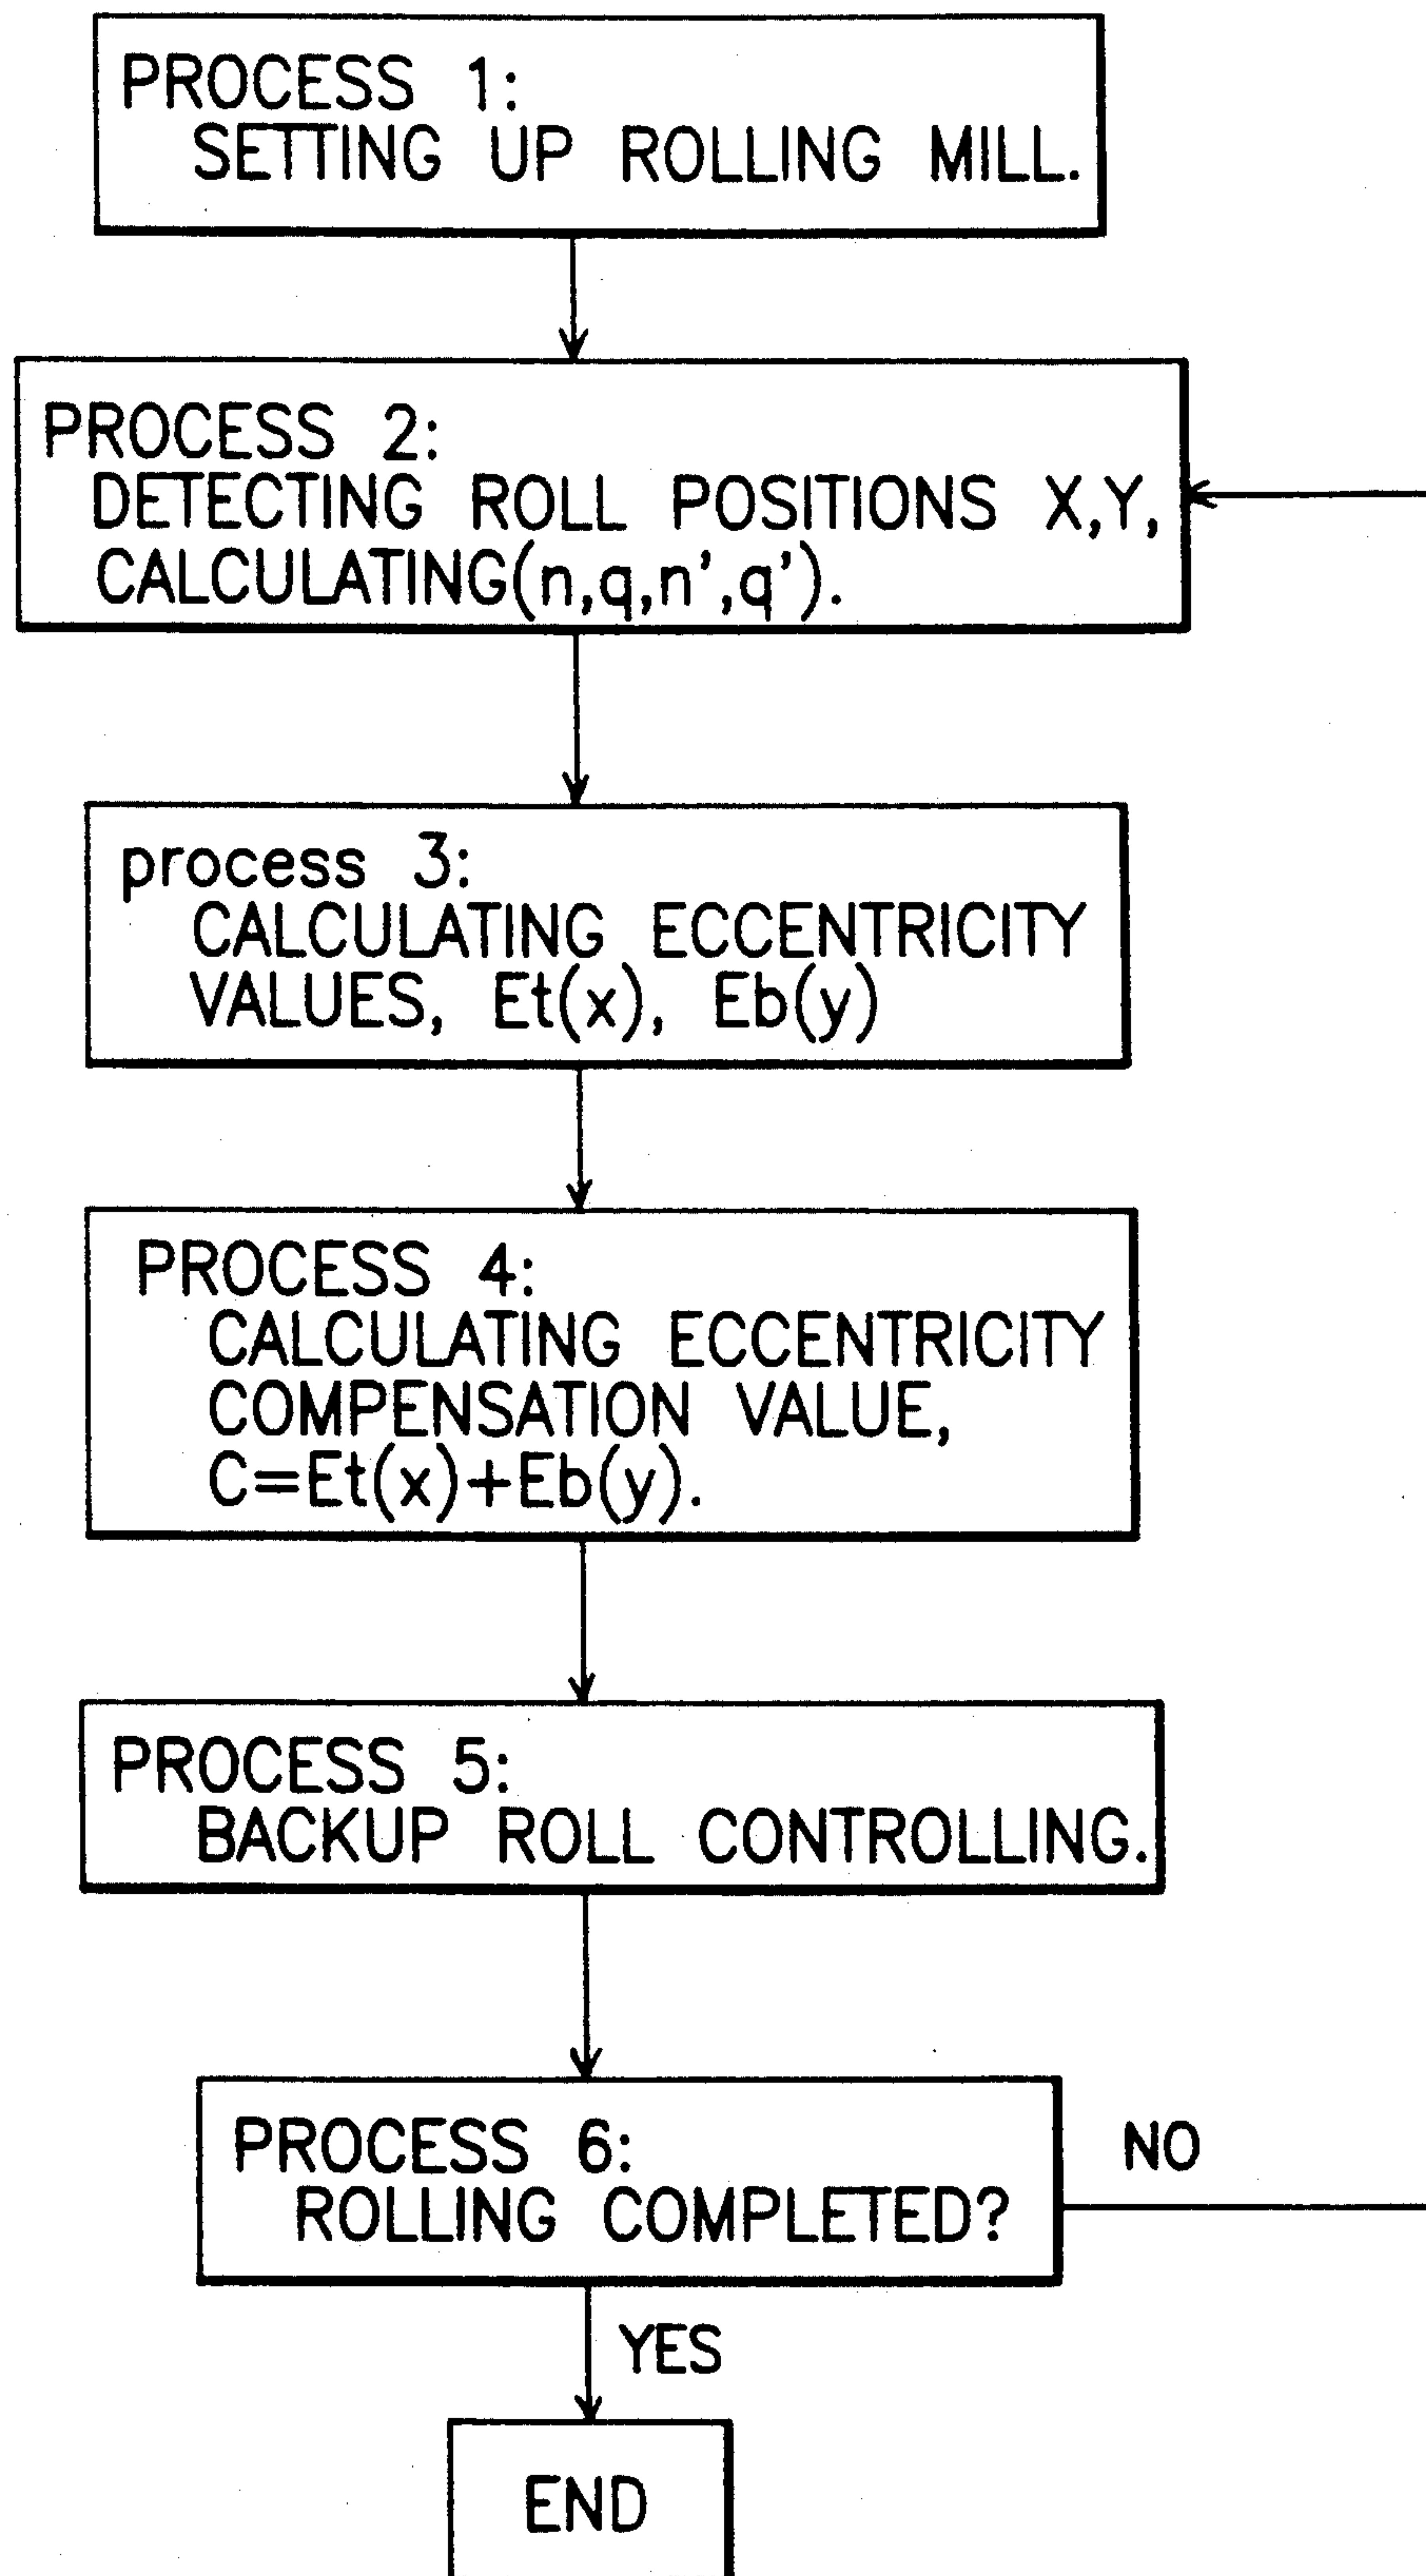 PROCESS 1:
SETTING UP ROLLING MILL.
PROCESS 2:
DETECTING ROLL POSITIONS X,Y,
CALCULATING(n,q,n',q').
process 3:
CALCULATING ECCENTRICITY
VALUES, Et(x), Eb(y)
PROCESS 4:
CALCULATING ECCENTRICITY
COMPENSATION VALUE,
C=Et(x)+Eb(y).
PROCESS 5:
BACKUP ROLL CONTROLLING.
PROCESS 6:
ROLLING COMPLETED?
NO
YES
END